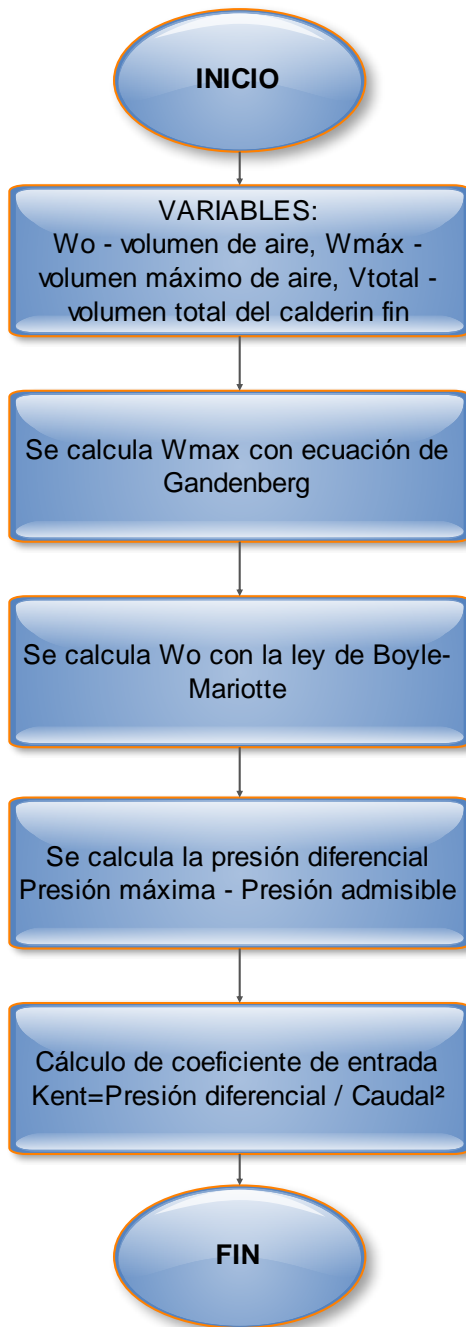 INICIO
VARIABLES:
Wo - volumen de aire, Wmáx -
volumen máximo de aire, Vtotal -
volumen total del calderin fin
Se calcula Wmax con ecuación de
Gandenberg
Se calcula Wo con la ley de Boyle-
Mariotte
Se calcula la presión diferencial
Presión máxima - Presión admisible
Cálculo de coeficiente de entrada
Kent=Presión diferencial / Caudal²
FIN